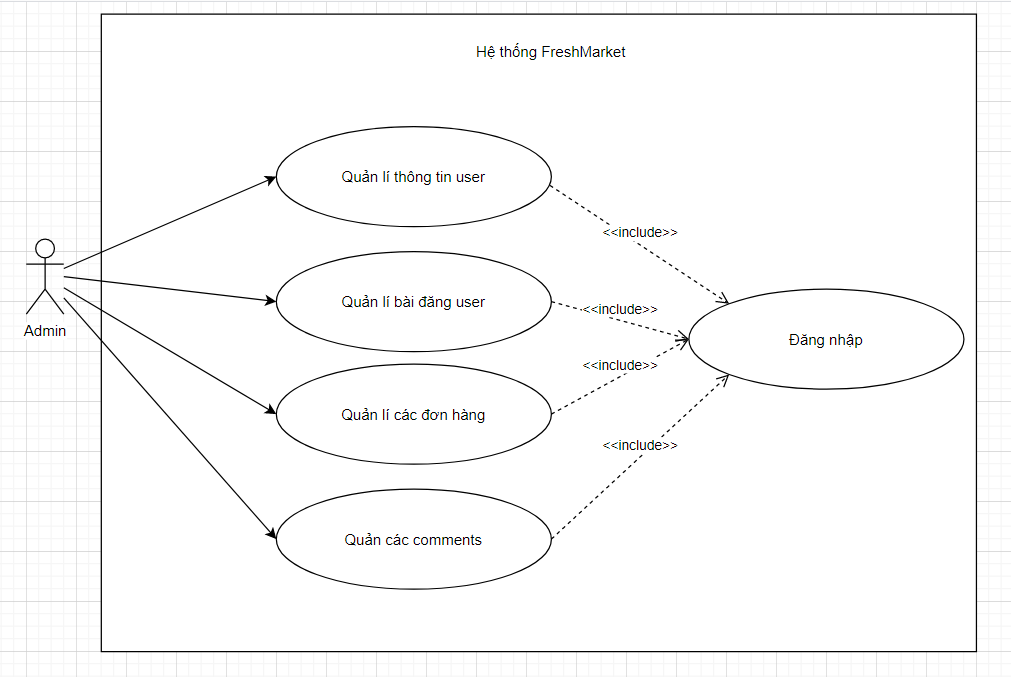 Hệ thống FreshMarket
Quản lí thông tin user
<<include>>
Quản lí bài đăng user
<<include>>
Admin
Đăng nhập
<<include>>
Quản lí các đơn hàng
<<include>>
Quản các comments